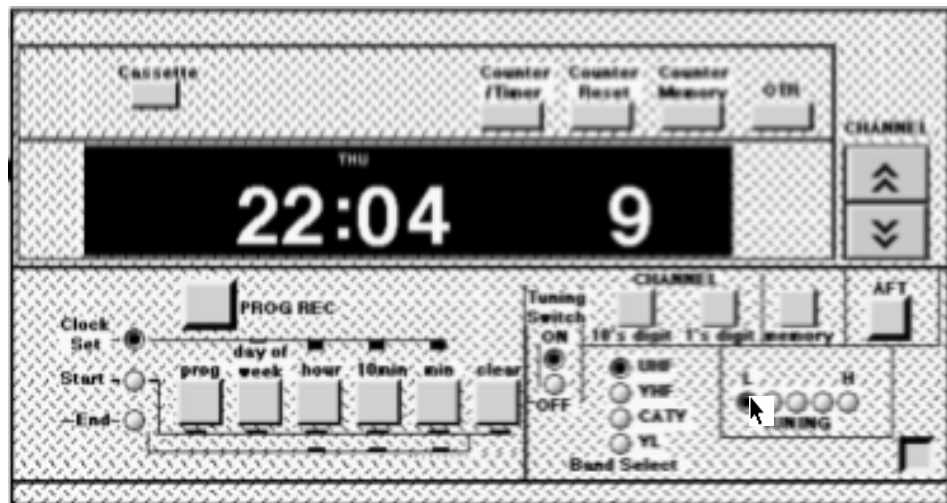 Cassette
Counter
/Timer
Counter
Reset
Counter
Memory
OTR
CHANNEL
THU
22:04
9
PROG REC
Clock
Set
Start
End
prog
day of
week
hour
10min
min
clear
Tuning
Switch
ON
OFF
CHANNEL
10's digit
1's digit
memory
AFT
UHF
VHF
CATV
Band Select
L
H